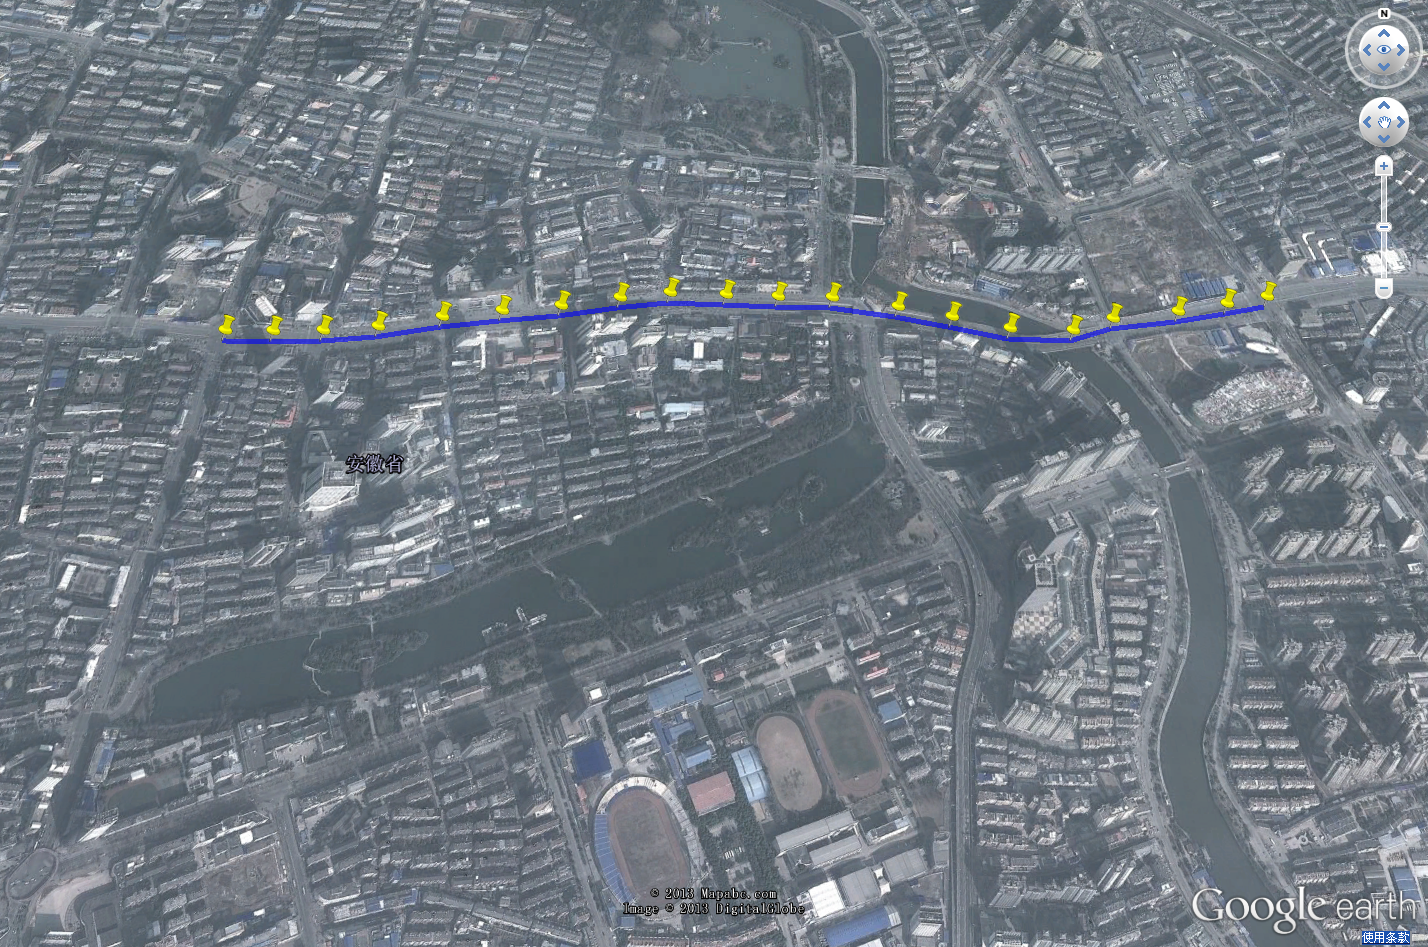 N
安徽省
© 2013 Mapabc.com
Image © 2013 DigitalGlobe
Google earth
使用条款